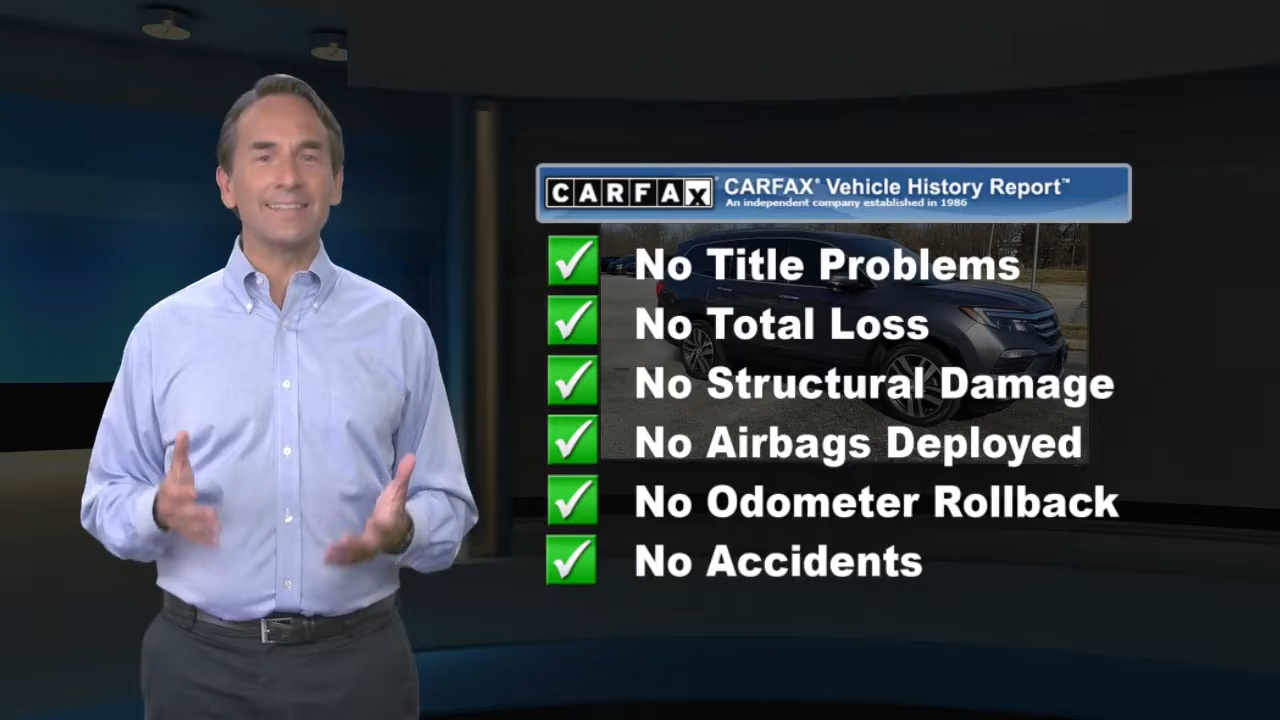 CARFAX® CARFAX® Vehicle History Report™
An independent company established in 1986
No Title Problems
No Total Loss
No Structural Damage
No Airbags Deployed
No Odometer Rollback
No Accidents